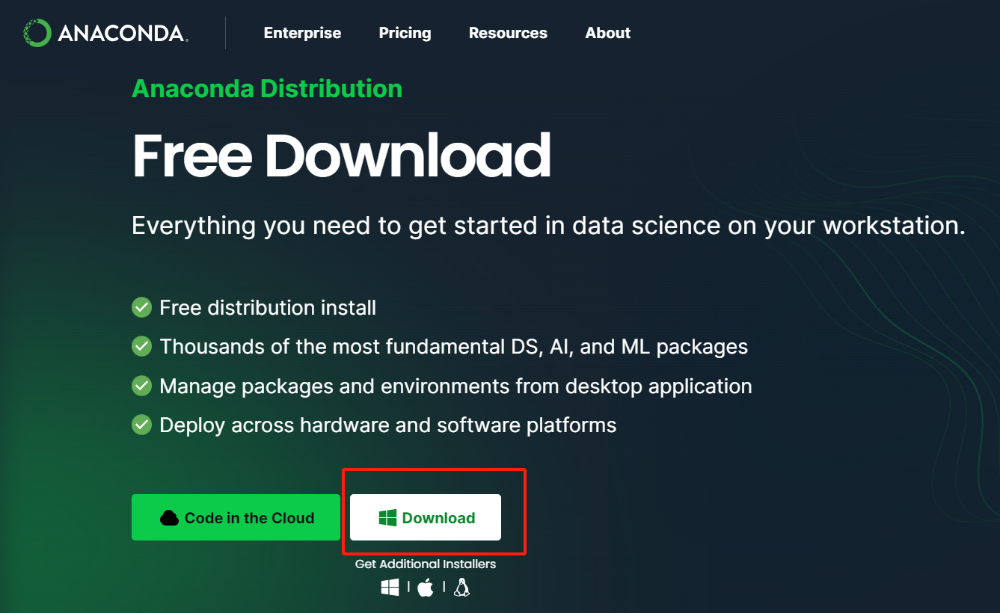 ANACONDA.
Enterprise Pricing Resources About
Anaconda Distribution
Free Download
Everything you need to get started in data science on your workstation.
Free distribution install
Thousands of the most fundamental DS, AI, and ML packages
Manage packages and environments from desktop application
Deploy across hardware and software platforms
Code in the Cloud Download
Get Additional Installers
| |